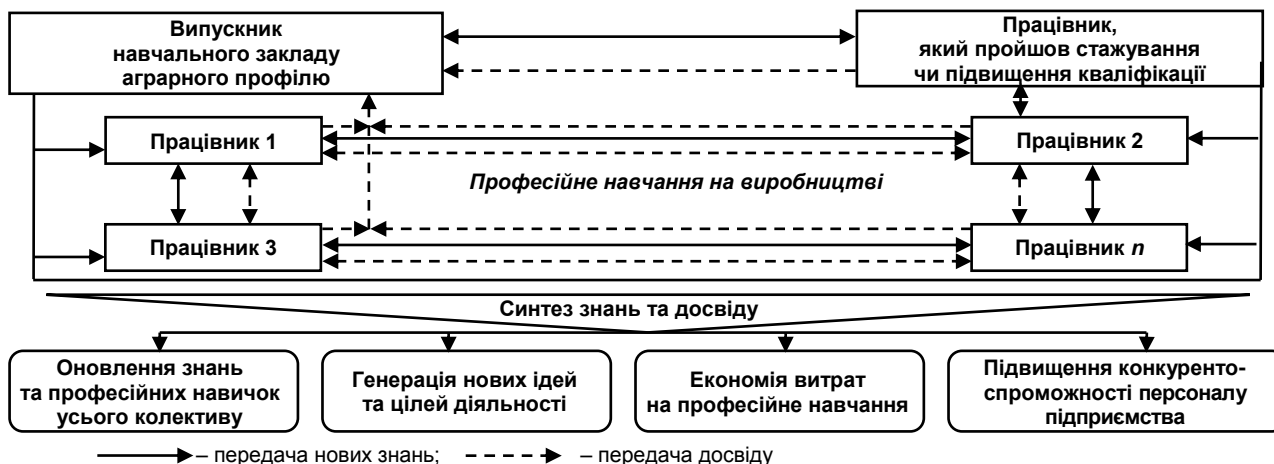 Випускник
навчального закладу
аграрного профілю
Працівник,
який пройшов стажування
чи підвищення кваліфікації
Працівник 1
Працівник 2
Професійне навчання на виробництві
Працівник 3
Працівник n
Синтез знань та досвіду
Оновлення знань
та професійних навичок
усього колективу
Генерація нових ідей
та цілей діяльності
Економія витрат
на професійне навчання
Підвищення конкуренто-
спроможності персоналу
підприємства
– передача нових знань; – передача досвіду